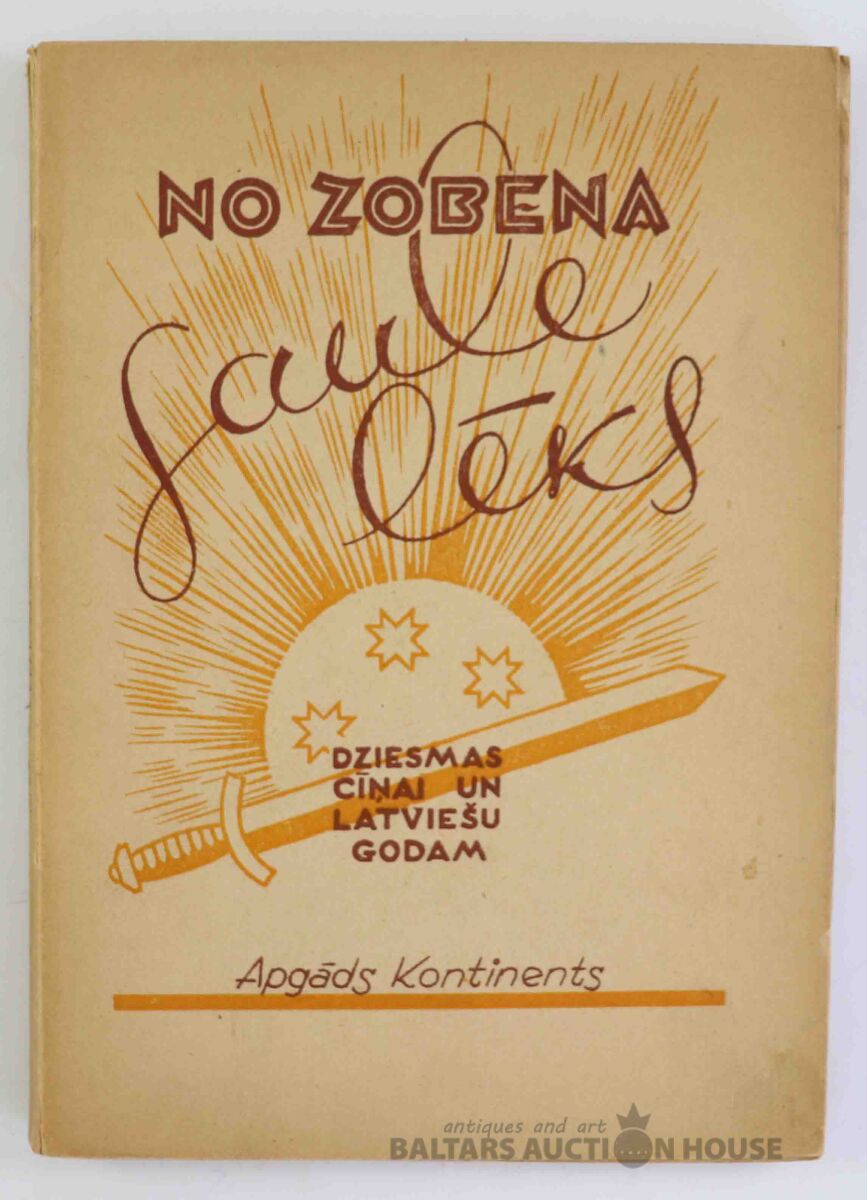 NO ZOBENA
saule
lēks
DZIESMAS
CĪŅAI UN
LATVIEŠU
GODAM
Apgāds Kontinents
antiques and art
BALTARS AUCTION HOUSE